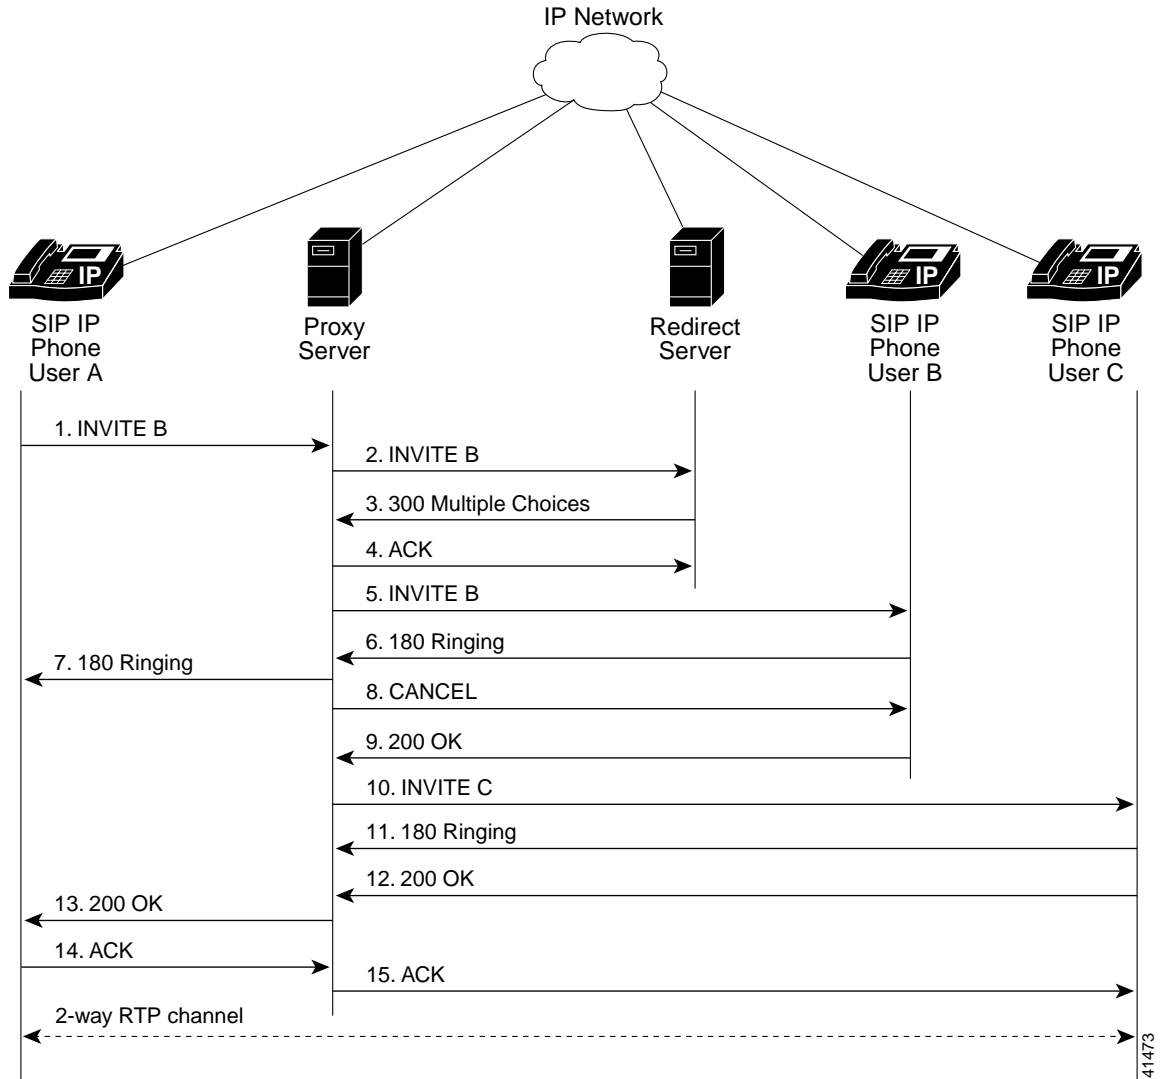 IP Network
IP
IP
IP
SIP IP
Phone
User A
Proxy
Server
Redirect
Server
SIP IP
Phone
User B
SIP IP
Phone
User C
1. INVITE B
2. INVITE B
3. 300 Multiple Choices
4. ACK
5. INVITE B
6. 180 Ringing
7. 180 Ringing
8. CANCEL
9. 200 OK
10. INVITE C
11. 180 Ringing
12. 200 OK
13. 200 OK
14. ACK
15. ACK
2-way RTP channel
41473